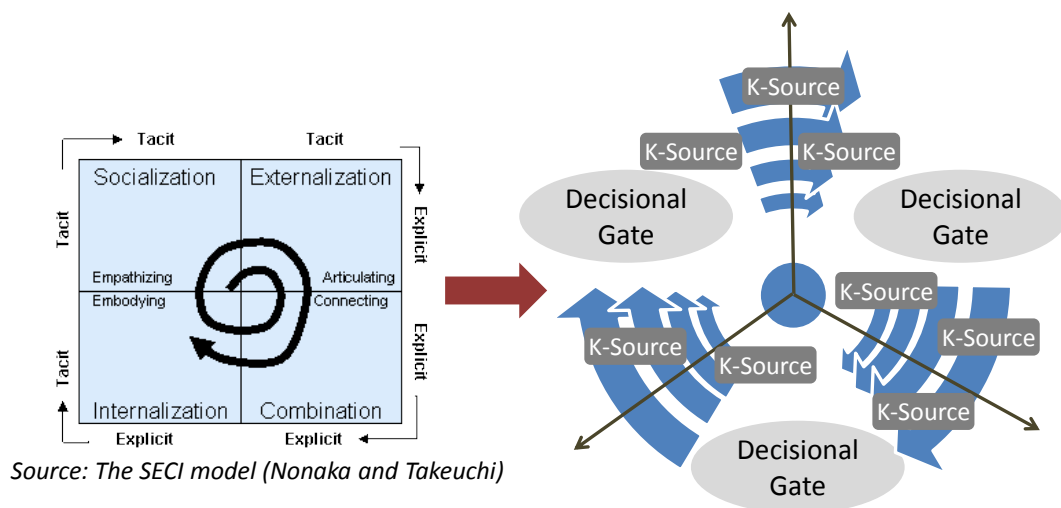 Tacit
Tacit
Socialization
Externalization
Tacit
Explicit
Empathizing
Articulating
Embodying
Connecting
Tacit
Explicit
Internalization
Combination
Explicit
Explicit
Source: The SECI model (Nonaka and Takeuchi)
K-Source
K-Source
K-Source
Decisional
Gate
Decisional
Gate
K-Source
K-Source
K-Source
K-Source
K-Source
Decisional
Gate